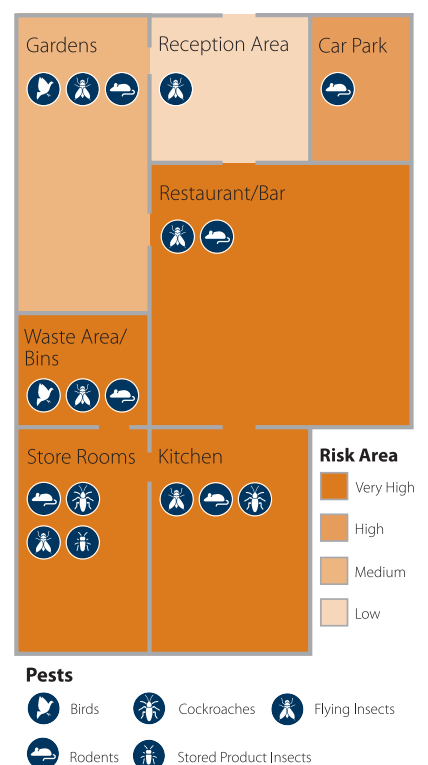 Gardens
Reception Area
Car Park
Restaurant/Bar
Waste Area/
Bins
Store Rooms
Kitchen
Risk Area
Very High
High
Medium
Low
Pests
Birds
Cockroaches
Flying Insects
Rodents
Stored Product Insects